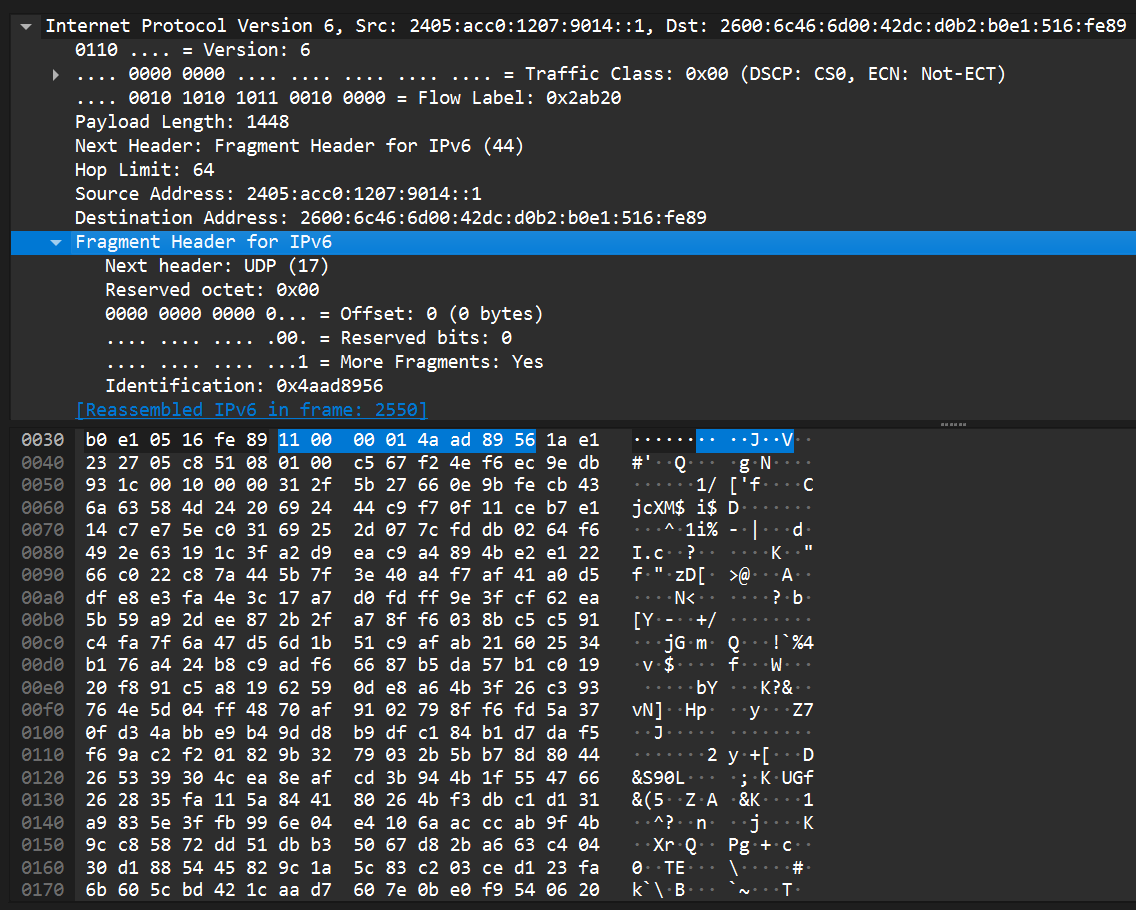 Internet Protocol Version 6, Src: 2405:acc0:1207:9014::1, Dst: 2600:6c46:6d00:42dc:d0b2:b0e1:516:fe89
0110 .... = Version: 6
.... 0000 0000 .... .... .... .... .... = Traffic Class: 0x00 (DSCP: CS0, ECN: Not-ECT)
.... 0010 1010 1011 0010 0000 = Flow Label: 0x2ab20
Payload Length: 1448
Next Header: Fragment Header for IPv6 (44)
Hop Limit: 64
Source Address: 2405:acc0:1207:9014::1
Destination Address: 2600:6c46:6d00:42dc:d0b2:b0e1:516:fe89
Fragment Header for IPv6
Next header: UDP (17)
Reserved octet: 0x00
0000 0000 0000 0... = Offset: 0 (0 bytes)
.... .... .... .00. = Reserved bits: 0
.... .... .... ...1 = More Fragments: Yes
Identification: 0x4aad8956
[Reassembled IPv6 in frame: 2550]
0030 b0 e1 05 16 fe 89 11 00 00 01 4a ad 89 56 1a e1 ········ ··J··V··
0040 23 27 05 c8 51 08 01 00 c5 67 f2 4e f6 ec 9e db #'··Q··· ·g·N····
0050 93 1c 00 10 00 00 31 2f 5b 27 66 0e 9b fe cb 43 ······1/ ['f····C
0060 6a 63 58 4d 24 20 69 24 44 c9 f7 0f 11 ce b7 e1 jcXM$ i$ D·······
0070 14 c7 e7 5e c0 31 69 25 2d 07 7c fd db 02 64 f6 ···^·1i% -·|···d·
0080 49 2e 63 19 1c 3f a2 d9 ea c9 a4 89 4b e2 e1 22 I.c··?·· ····K··"
0090 66 c0 22 c8 7a 44 5b 7f 3e 40 a4 f7 af 41 a0 d5 f·"·zD[· >@···A··
00a0 df e8 e3 fa 4e 3c 17 a7 d0 fd ff 9e 3f cf 62 ea ····N<·· ····?·b·
00b0 5b 59 a9 2d ee 87 2b 2f a7 8f f6 03 8b c5 c5 91 [Y·-··+/ ········
00c0 c4 fa 7f 6a 47 d5 6d 1b 51 c9 af ab 21 60 25 34 ···jG·m· Q···!`%4
00d0 b1 76 a4 24 b8 c9 ad f6 66 87 b5 da 57 b1 c0 19 ·v·$···· f···W···
00e0 20 f8 91 c5 a8 19 62 59 0d e8 a6 4b 3f 26 c3 93  ·····bY ···K?&··
00f0 76 4e 5d 04 ff 48 70 af 91 02 79 8f f6 fd 5a 37 vN]··Hp· ··y···Z7
0100 0f d3 4a bb e9 b4 9d d8 b9 df c1 84 b1 d7 da f5 ··J····· ········
0110 f6 9a c2 f2 01 82 9b 32 79 03 2b 5b b7 8d 80 44 ·······2 y·+[···D
0120 26 53 39 30 4c ea 8e af cd 3b 94 4b 1f 55 47 66 &S90L··· ·;·K·UGf
0130 26 28 35 fa 11 5a 84 41 80 26 4b f3 db c1 d1 31 &(5··Z·A ·&K····1
0140 a9 83 5e 3f fb 99 6e 04 e4 10 6a ac cc ab 9f 4b ··^?··n· ··j····K
0150 9c c8 58 72 dd 51 db b3 50 67 d8 2b a6 63 c4 04 ··Xr·Q·· Pg·+·c··
0160 30 d1 88 54 45 82 9c 1a 5c 83 c2 03 ce d1 23 fa 0··TE··· \·····#·
0170 6b 60 5c bd 42 1c aa d7 60 7e 0b e0 f9 54 06 20 k`\·B··· `~···T·